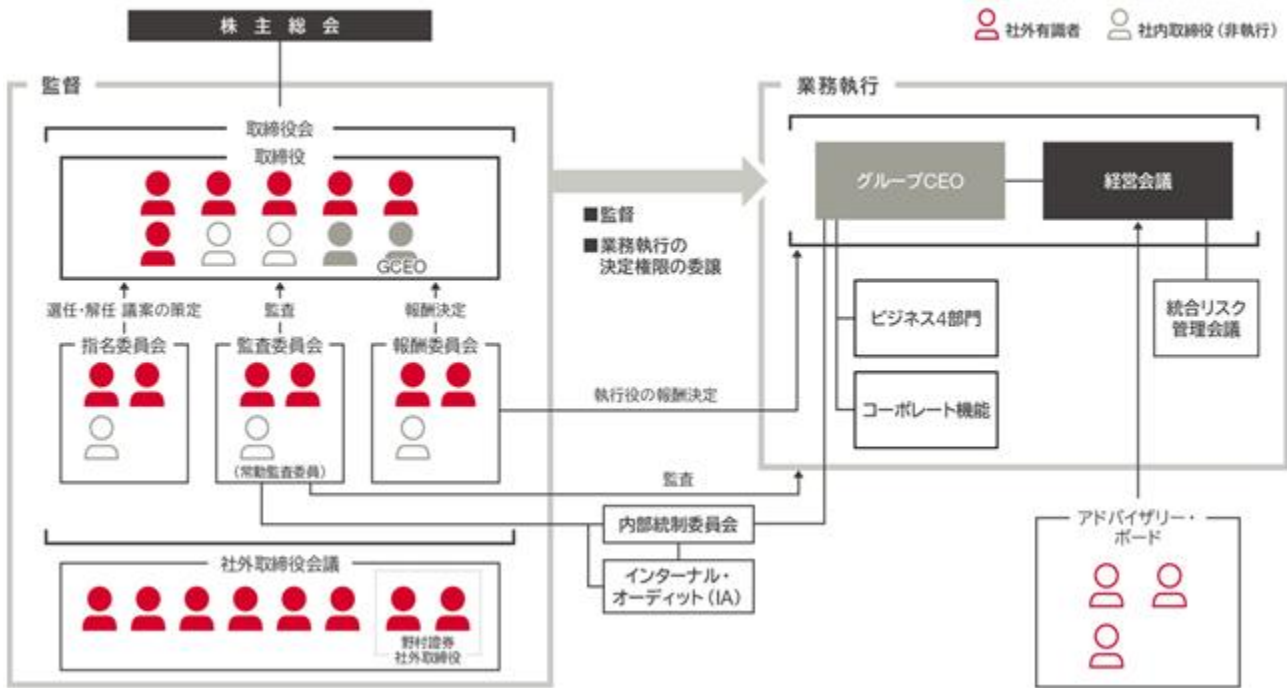 株主総会
社外有識者
社内取締役（非執行）
監督
業務執行
取締役会
取締役
GCEO
選任・解任 議案の策定
監査
報酬決定
指名委員会
監査委員会
報酬委員会
（常勤監査委員）
■監督
■業務執行の
決定権限の委譲
グループCEO
経営会議
ビジネス4部門
コーポレート機能
統合リスク
管理会議
執行役の報酬決定
監査
内部統制委員会
インターナル・
オーディット（IA）
アドバイザリー・
ボード
社外取締役会議
野村證券
社外取締役